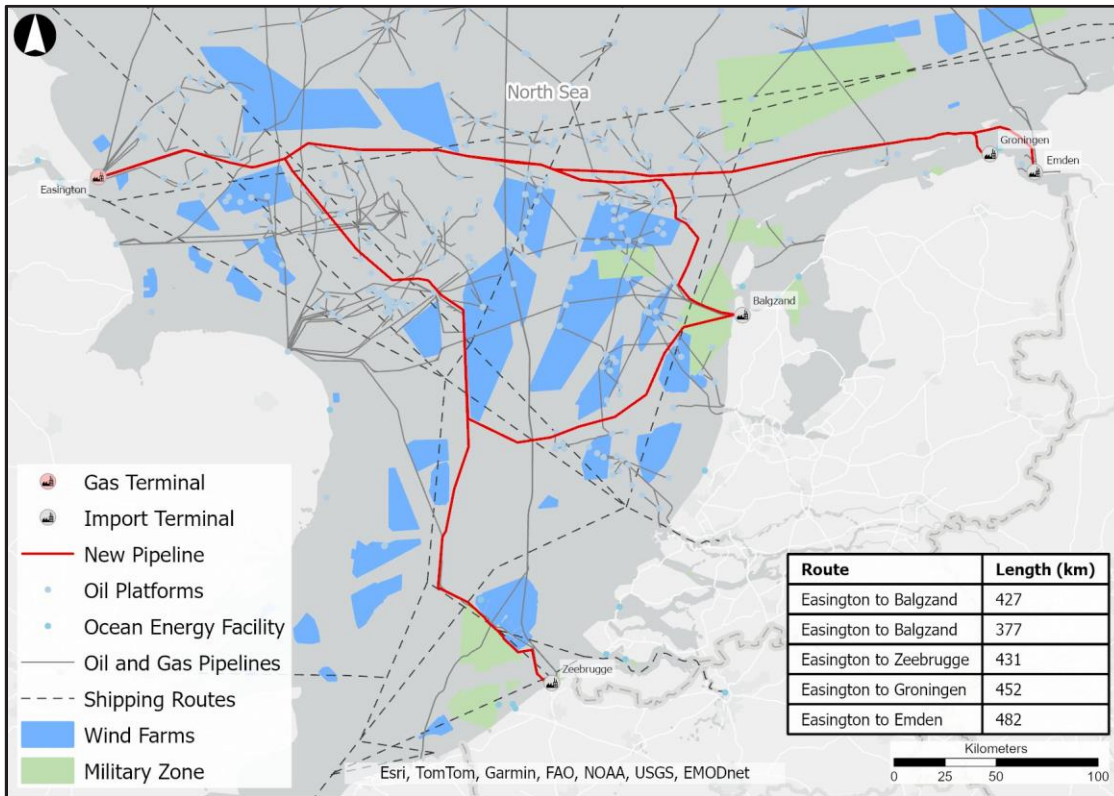 North Sea
Groningen
Emden
Easington
Balgzand
Zeebrugge
Gas Terminal
Import Terminal
New Pipeline
Oil Platforms
Ocean Energy Facility
Oil and Gas Pipelines
Shipping Routes
Wind Farms
Military Zone
Route Length (km)
Easington to Balgzand 427
Easington to Balgzand 377
Easington to Zeebrugge 431
Easington to Groningen 452
Easington to Emden 482
Kilometers
0 25 50 100
Esri, TomTom, Garmin, FAO, NOAA, USGS, EMODnet